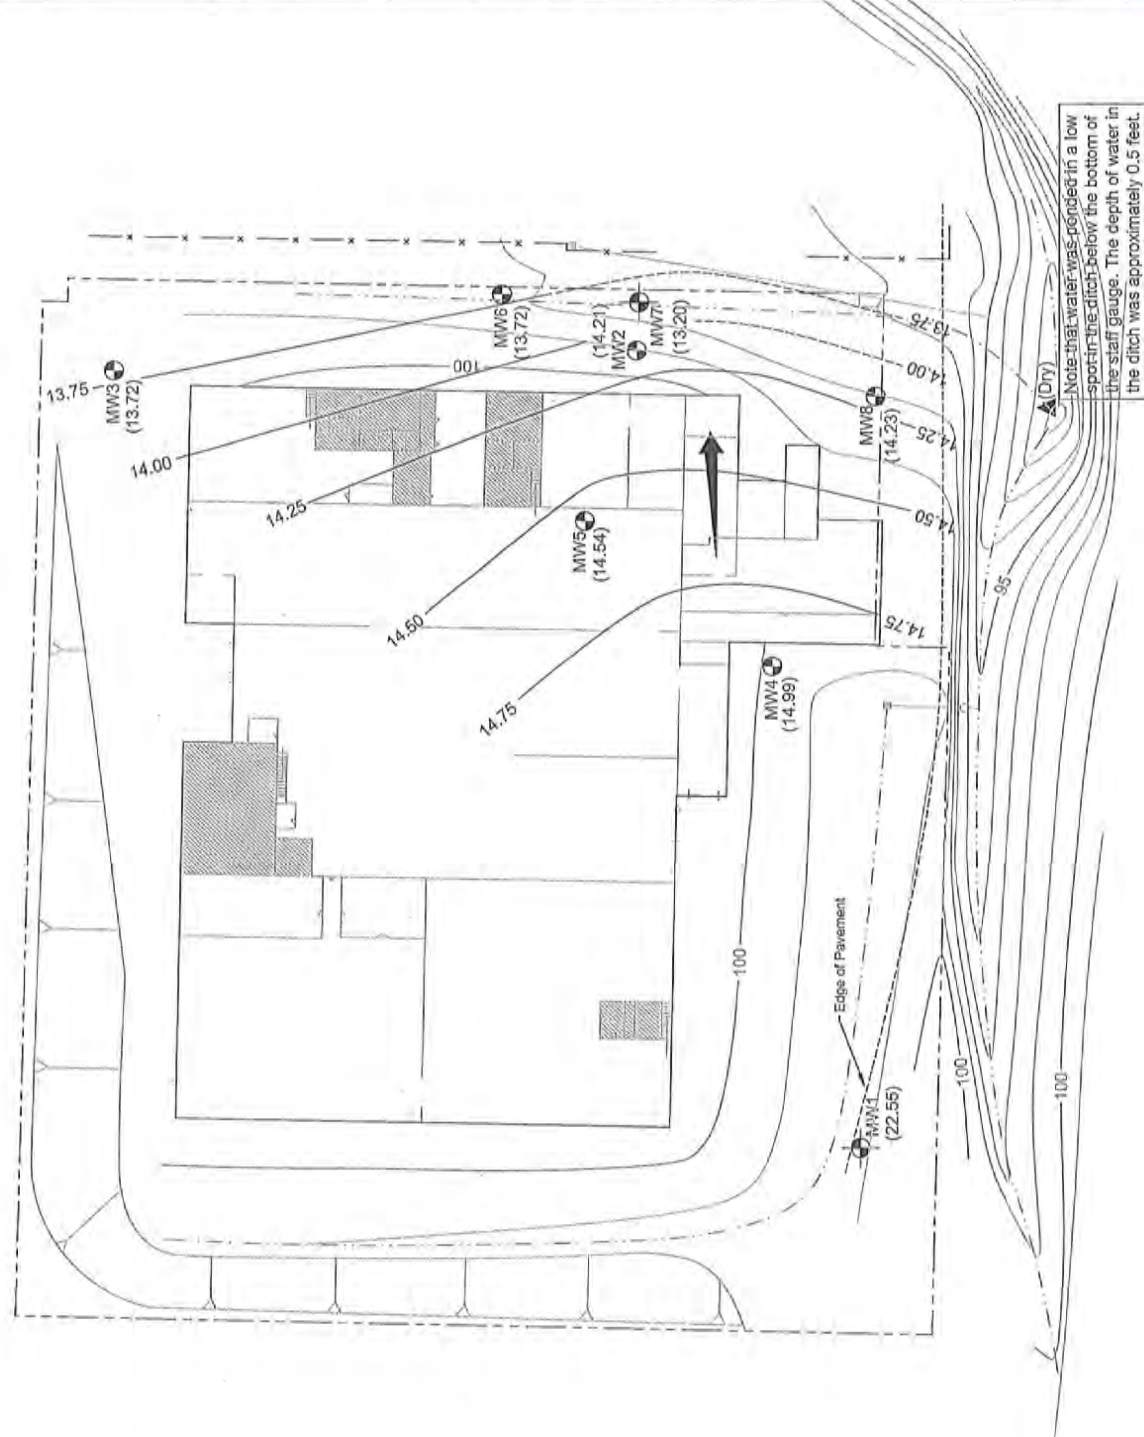 13.75
MW3
(13.72)
14.00
14.25
100
MW6
(13.72)
(14.21)
MW2
MW7
(13.20)
13.75
14.00
MW8
(14.23)
14.25
14.50
MW5
(14.54)
14.50
14.75
14.75
MW4
(14.99)
95
(Dry)
Note that water was ponded in a low
spot in the ditch below the bottom of
the staff gauge. The depth of water in
the ditch was approximately 0.5 feet.
100
Edge of Pavement
MW1
(22.55)
100
100